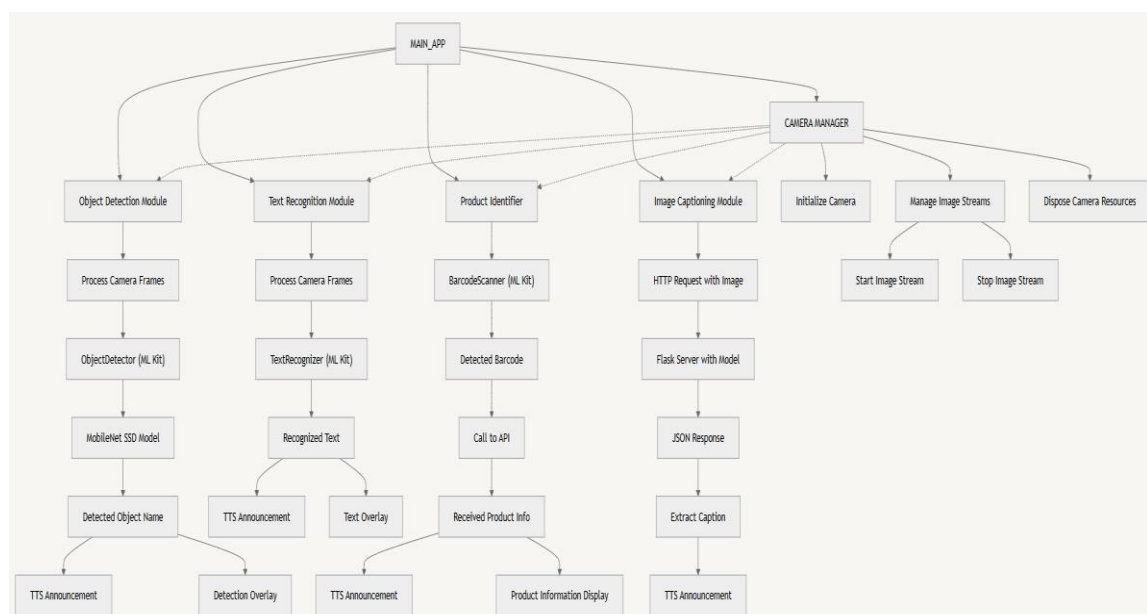 MAIN_APP
CAMERA MANAGER
Object Detection Module
Text Recognition Module
Product Identifier
Image Captioning Module
Initialize Camera
Manage Image Streams
Dispose Camera Resources
Process Camera Frames
Process Camera Frames
BarcodeScanner (ML Kit)
HTTP Request with Image
Start Image Stream
Stop Image Stream
ObjectDetector (ML Kit)
TextRecognizer (ML Kit)
Detected Barcode
Flask Server with Model
MobileNet SSD Model
Recognized Text
Call to API
JSON Response
Detected Object Name
TTS Announcement
Text Overlay
Received Product Info
Extract Caption
TTS Announcement
Detection Overlay
TTS Announcement
Product Information Display
TTS Announcement